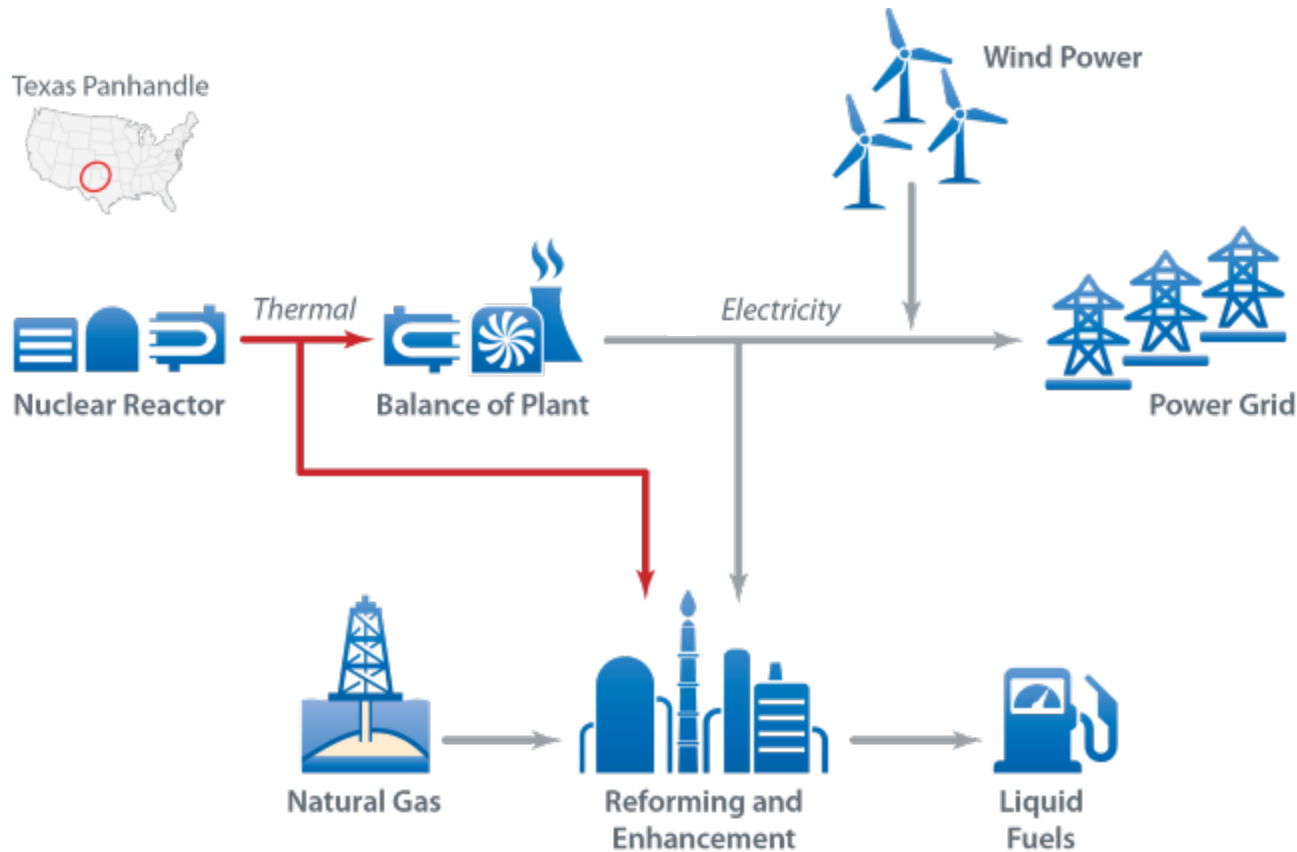 Wind Power
Texas Panhandle
Thermal
Electricity
Nuclear Reactor
Balance of Plant
Power Grid
Natural Gas
Reforming and
Enhancement
Liquid
Fuels